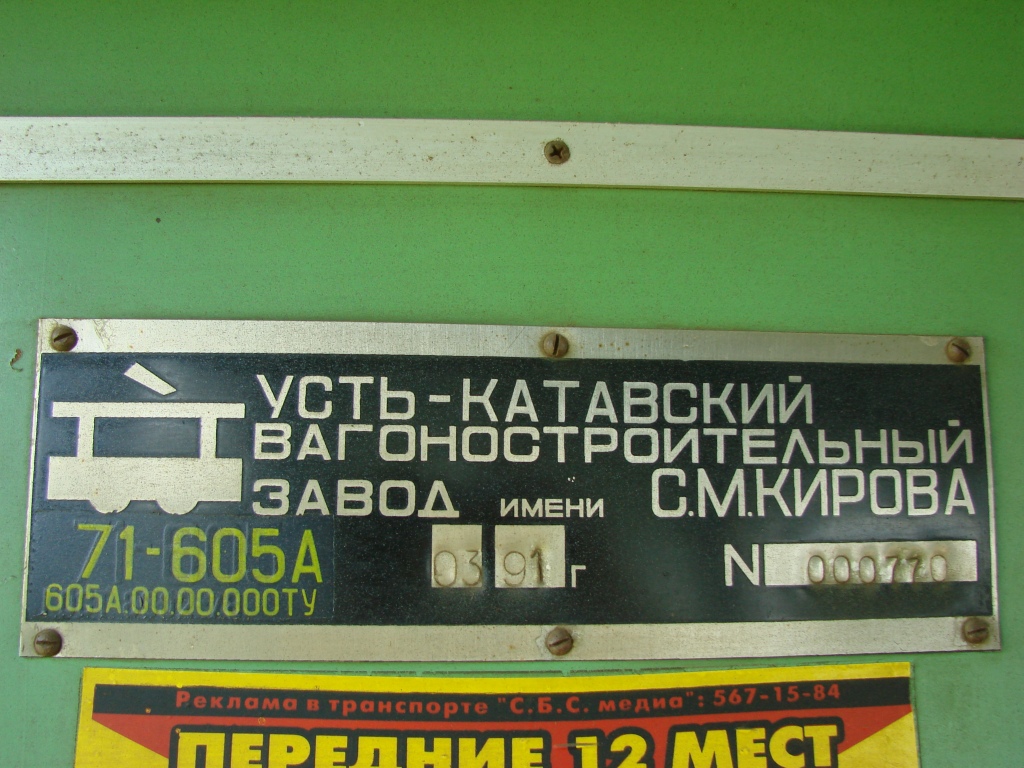 УСТЬ-КАТАВСКИЙ
ВАГОНОСТРОИТЕЛЬНЫЙ
ЗАВОД ИМЕНИ С.М.КИРОВА
71-605А 03 91 г N 000770
605А.00.00.000ТУ
Реклама в транспорте "С.Б.С. медиа": 567-15-84
ПЕРЕДНИЕ 12 МЕСТ